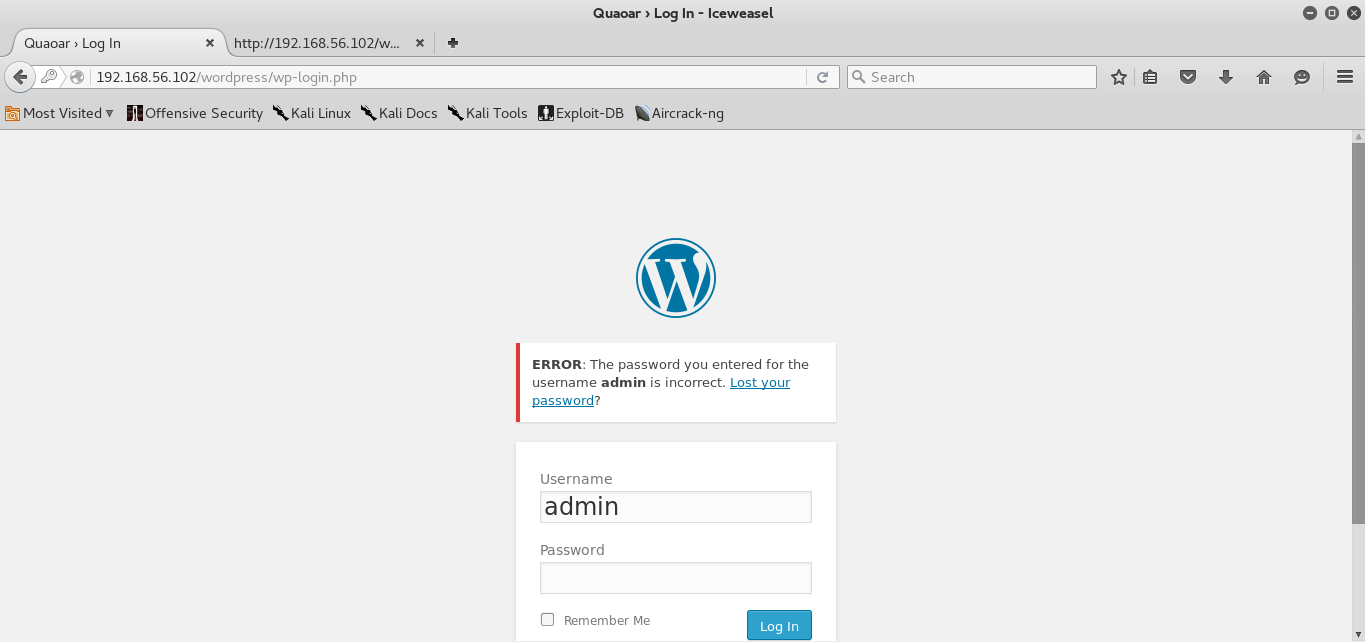 Quaoar › Log In - Iceweasel
Quaoar › Log In
http://192.168.56.102/w...
192.168.56.102/wordpress/wp-login.php
Search
Most Visited
Offensive Security
Kali Linux
Kali Docs
Kali Tools
Exploit-DB
Aircrack-ng
ERROR: The password you entered for the
username admin is incorrect. Lost your
password?
Username
admin
Password
Remember Me
Log In